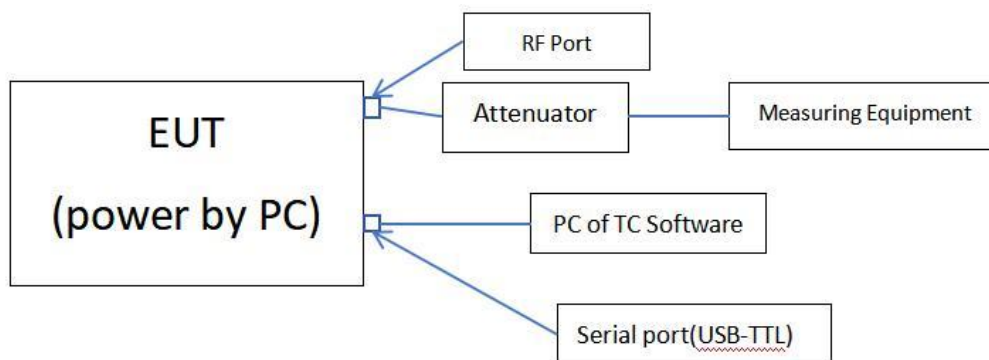 EUT
(power by PC)
RF Port
Attenuator
Measuring Equipment
PC of TC Software
Serial port(USB-TTL)